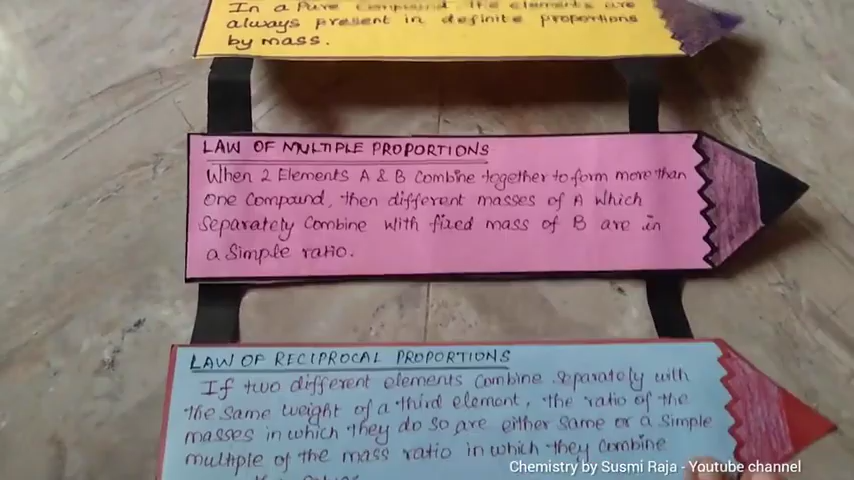 In a Pure Compound, the elements are
always present in definite proportions
by mass.
LAW OF MULTIPLE PROPORTIONS
When 2 Elements A & B Combine together to form more than
One compound, then different masses of A Which
Separately Combine with fixed mass of B are in
a Simple ratio.
LAW OF RECIPROCAL PROPORTIONS
If two different elements Combine Separately with
the Same weight of a third element, the ratio of the
masses in which they do so are either Same or a Simple
multiple of the mass ratio in which they Combine
Chemistry by Susmi Raja - Youtube channel